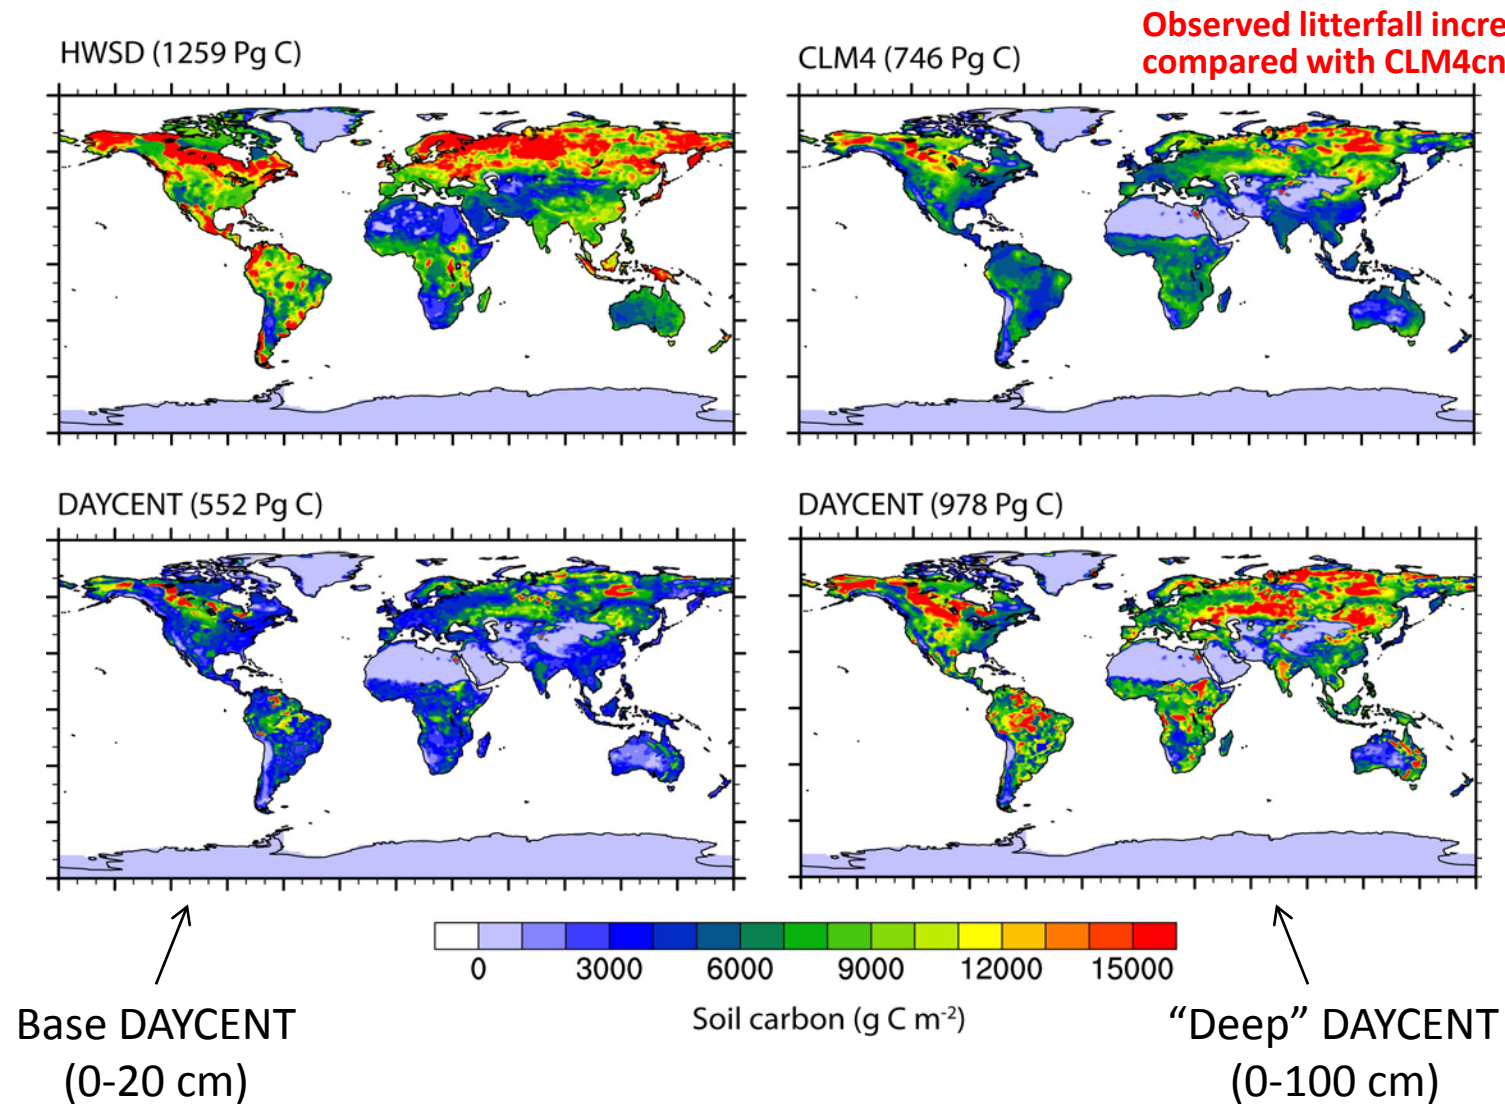 Observed litterfall incre
compared with CLM4cn
HWSD (1259 Pg C)
CLM4 (746 Pg C)
DAYCENT (552 Pg C)
DAYCENT (978 Pg C)
0 3000 6000 9000 12000 15000
Soil carbon (g C m⁻²)
Base DAYCENT
(0-20 cm)
“Deep” DAYCENT
(0-100 cm)